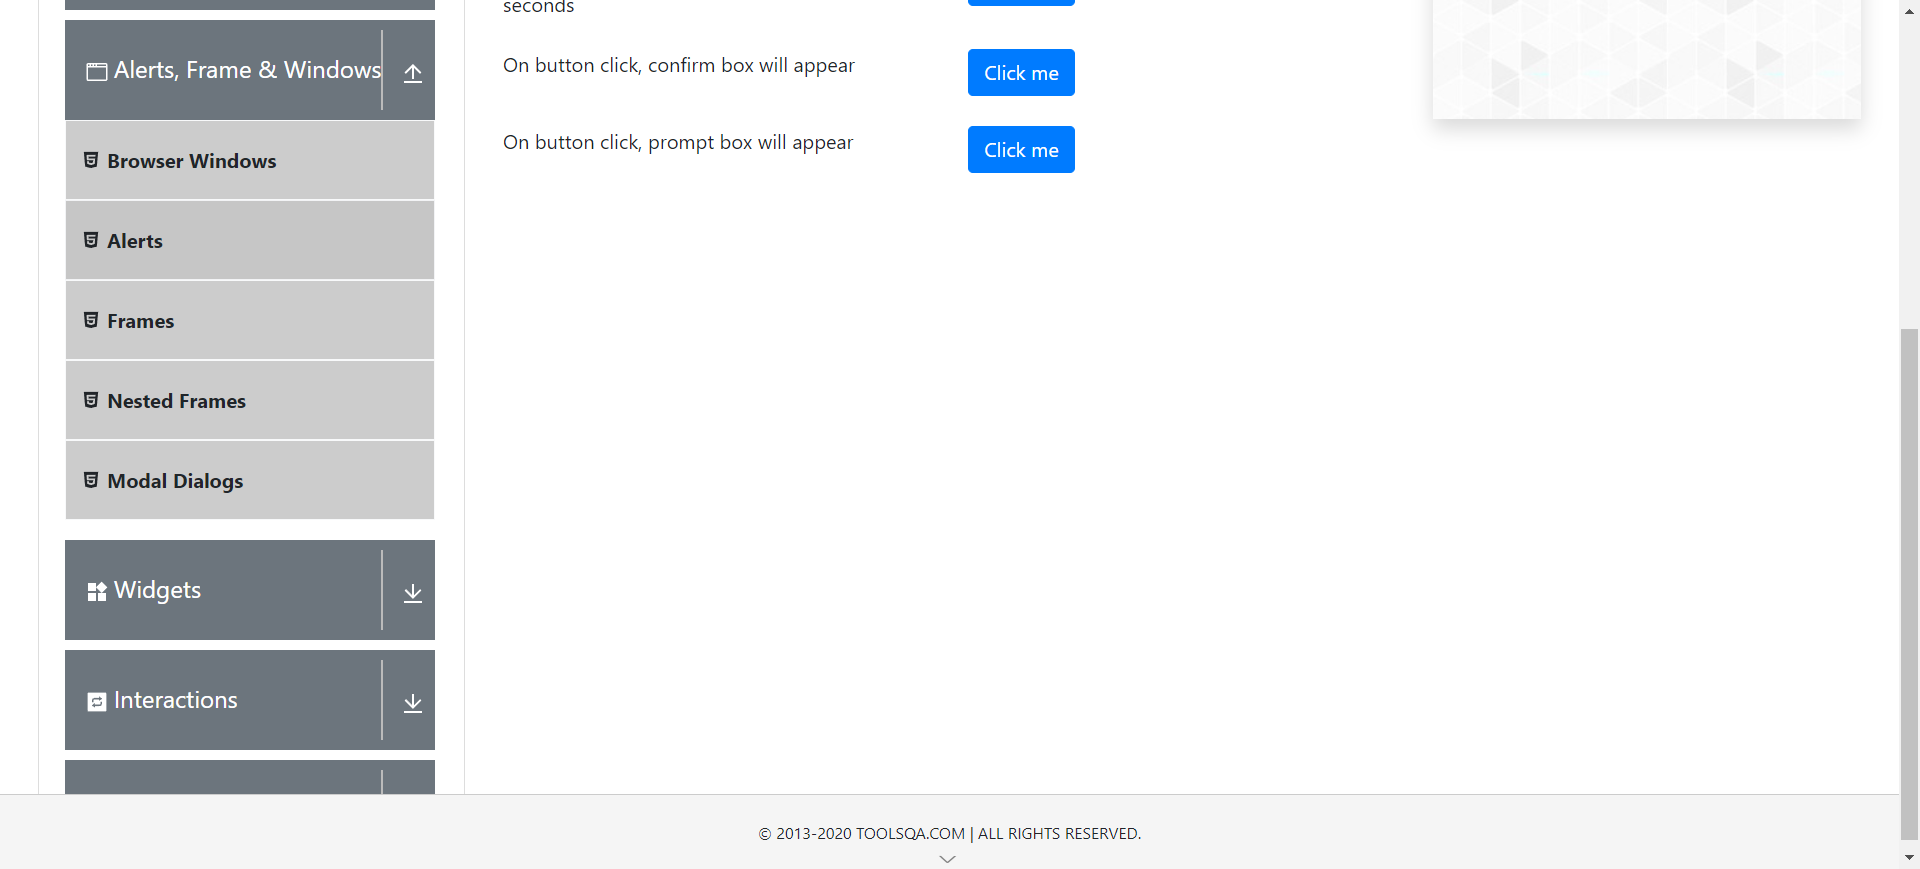 seconds
Alerts, Frame & Windows
On button click, confirm box will appear
Click me
On button click, prompt box will appear
Click me
Browser Windows
Alerts
Frames
Nested Frames
Modal Dialogs
Widgets
Interactions
© 2013-2020 TOOLSQA.COM | ALL RIGHTS RESERVED.